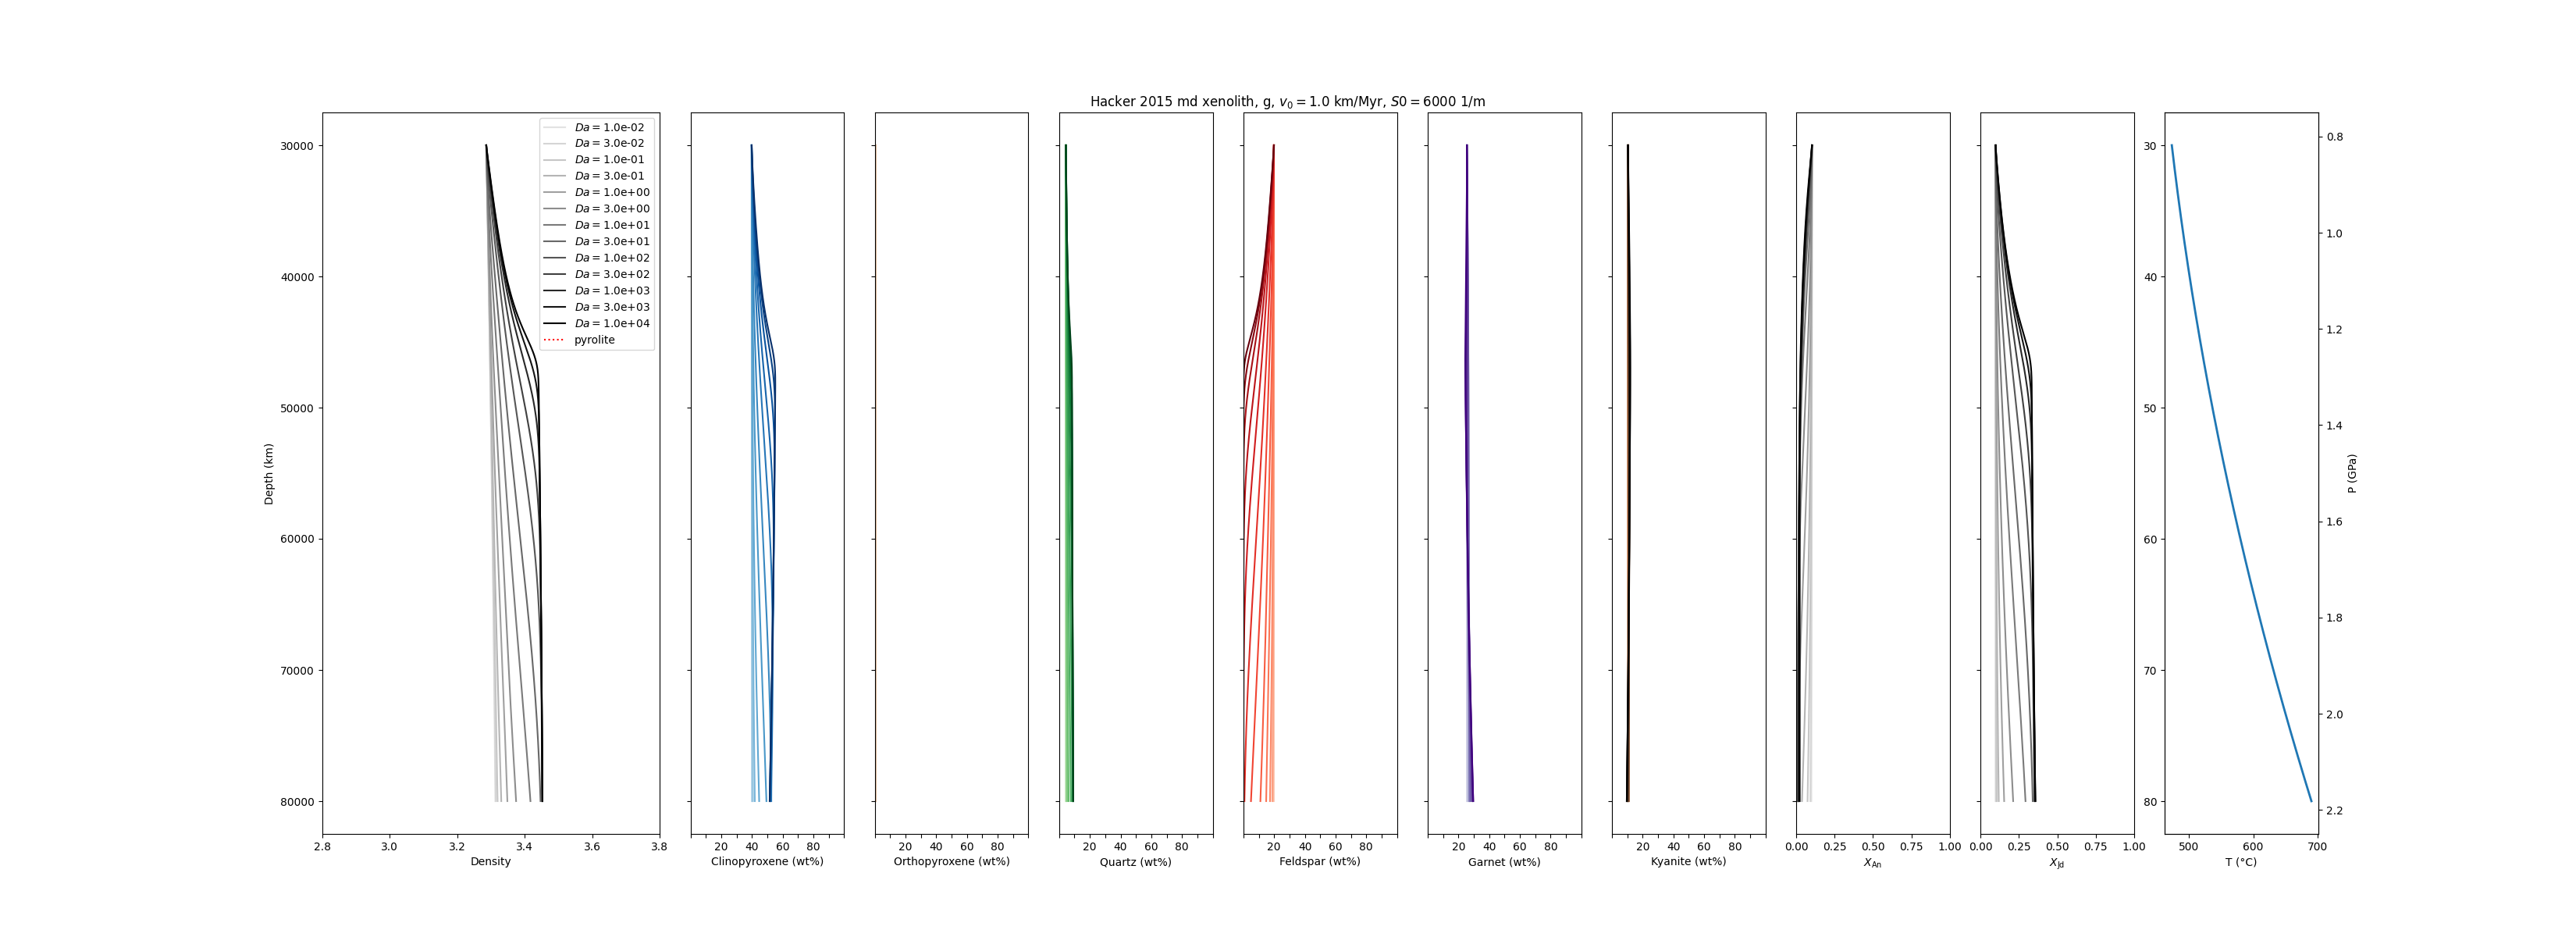 Hacker 2015 md xenolith, g, v₀ = 1.0 km/Myr, S0 = 6000 1/m
Da = 1.0e-02
Da = 3.0e-02
Da = 1.0e-01
Da = 3.0e-01
Da = 1.0e+00
Da = 3.0e+00
Da = 1.0e+01
Da = 3.0e+01
Da = 1.0e+02
Da = 3.0e+02
Da = 1.0e+03
Da = 3.0e+03
Da = 1.0e+04
pyrolite
Depth (km)
30000
40000
50000
60000
70000
80000
2.8 3.0 3.2 3.4 3.6 3.8
Density
20 40 60 80
Clinopyroxene (wt%)
20 40 60 80
Orthopyroxene (wt%)
20 40 60 80
Quartz (wt%)
20 40 60 80
Feldspar (wt%)
20 40 60 80
Garnet (wt%)
20 40 60 80
Kyanite (wt%)
0.00 0.25 0.50 0.75 1.00
X_An
0.00 0.25 0.50 0.75 1.00
X_Jd
30
40
50
60
70
80
500 600 700
T (°C)
0.8
1.0
1.2
1.4
1.6
1.8
2.0
2.2
P (GPa)